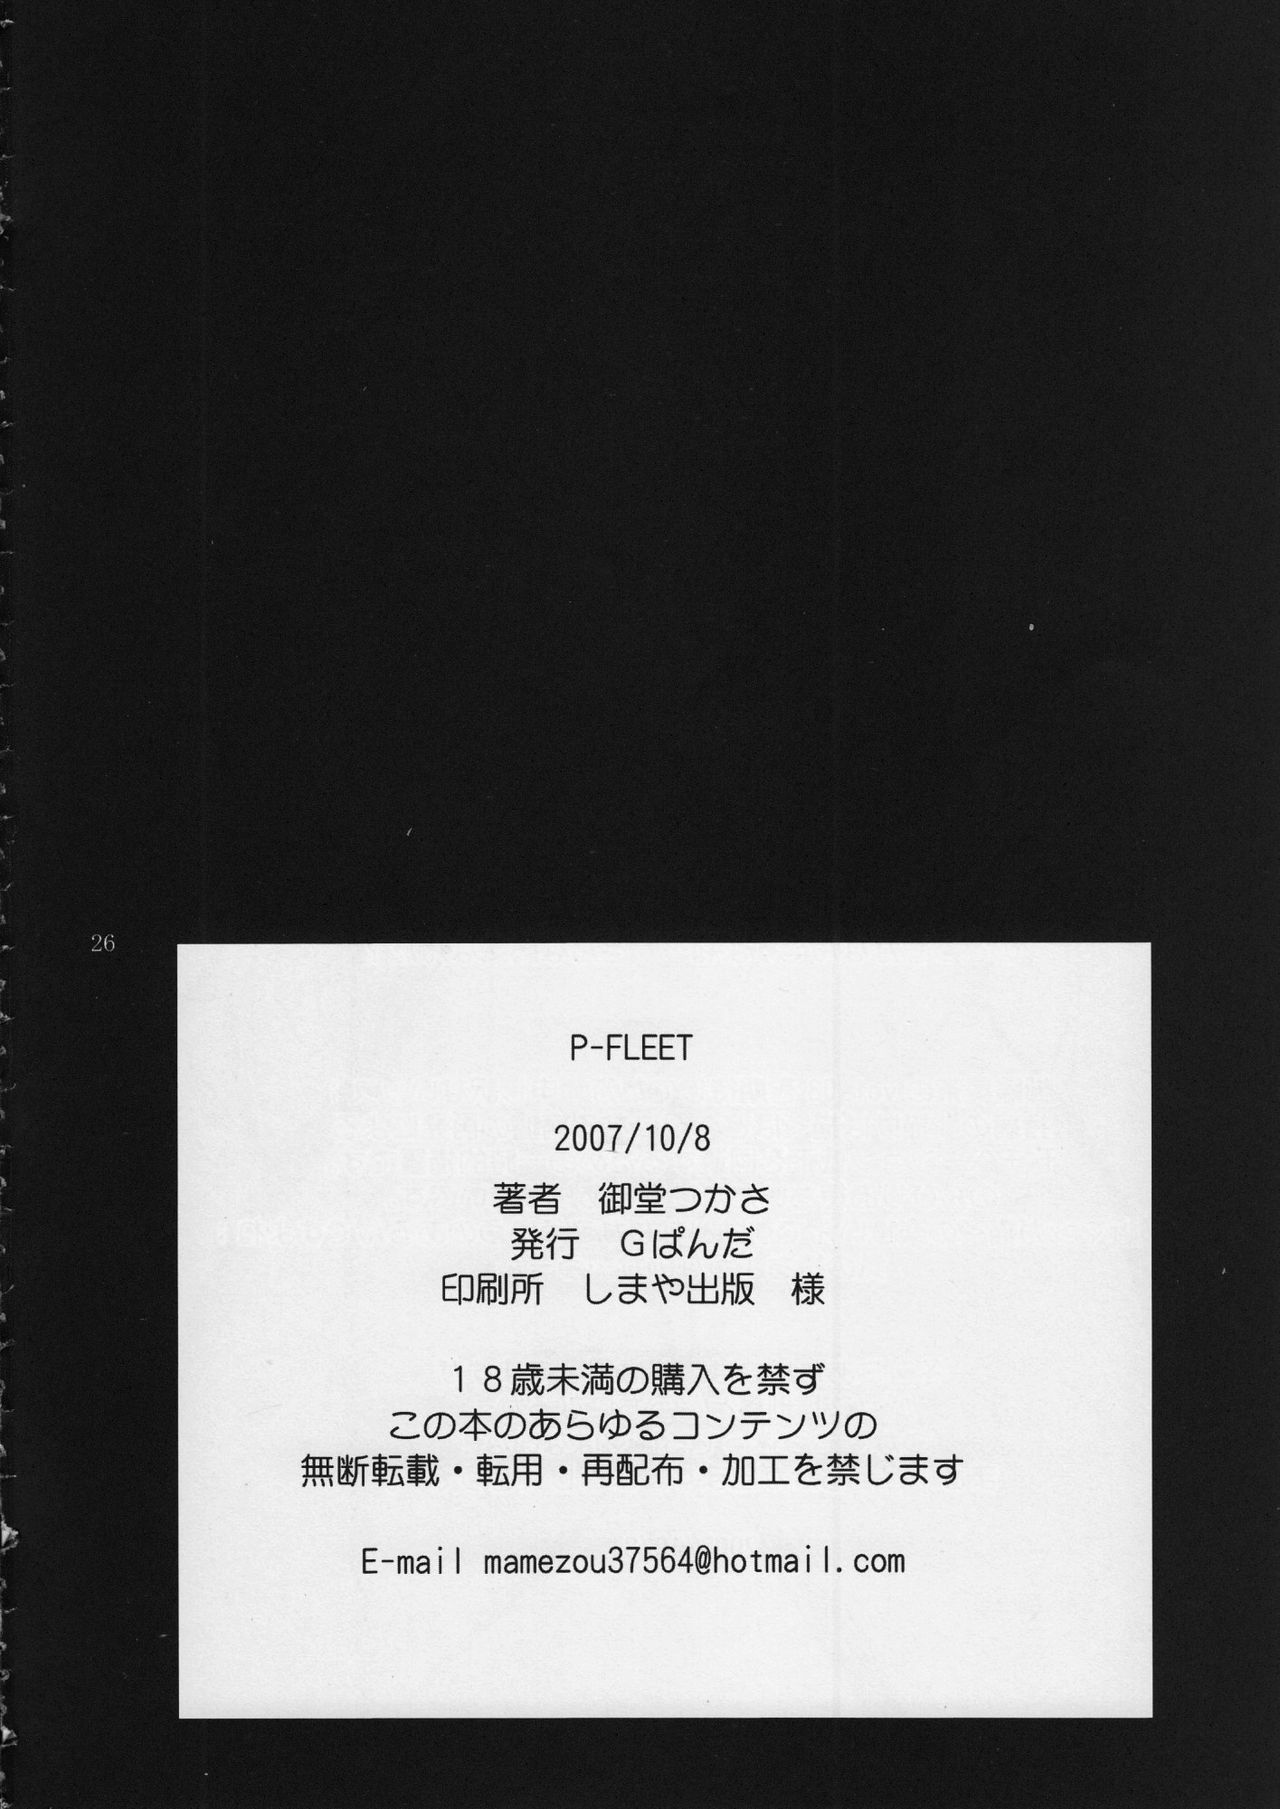 26
P-FLEET
2007/10/8
著者　御堂つかさ
発行　Ｇぱんだ
印刷所　しまや出版　様
１８歳未満の購入を禁ず
この本のあらゆるコンテンツの
無断転載・転用・再配布・加工を禁じます
E-mail mamezou37564@hotmail.com